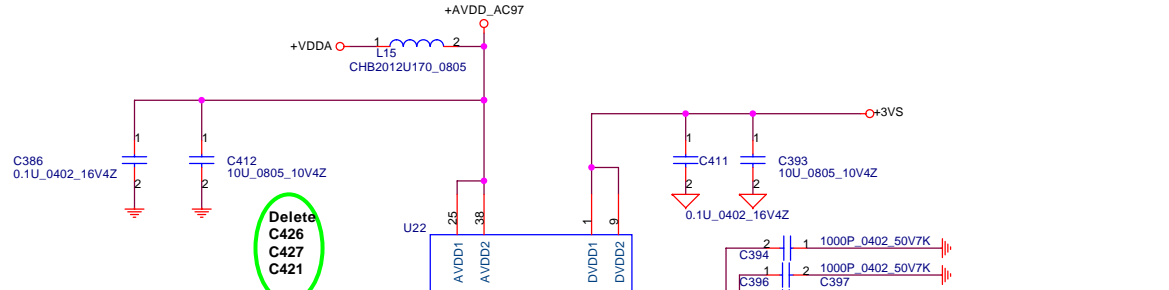 +AVDD_AC97
+VDDA
1
2
L15
CHB2012U170_0805
+3VS
1
1
1
1
C386
0.1U_0402_16V4Z
C412
10U_0805_10V4Z
C411
C393
10U_0805_10V4Z
2
2
2
2
0.1U_0402_16V4Z
Delete
C426
C427
C421
25
38
1
9
U22
AVDD1
AVDD2
DVDD1
DVDD2
2
1
1000P_0402_50V7K
C394
1
2
1000P_0402_50V7K
C396
C397